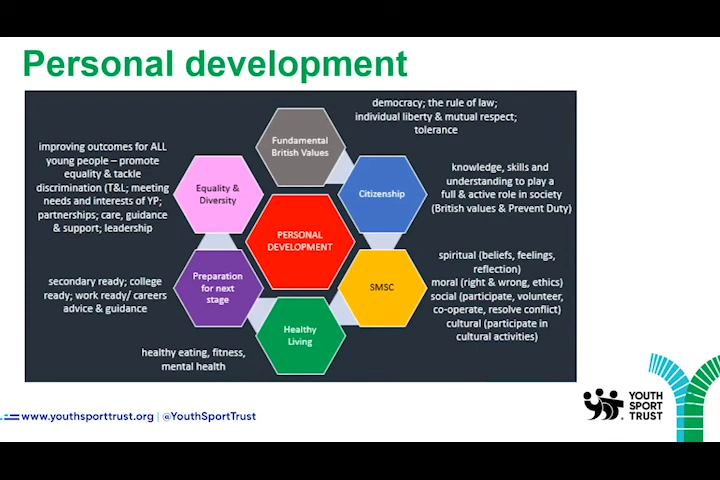 Personal development
democracy; the rule of law;
individual liberty & mutual respect;
tolerance
Fundamental
British Values
improving outcomes for ALL
young people – promote
equality & tackle
discrimination (T&L; meeting
needs and interests of YP;
partnerships; care, guidance
& support; leadership
Equality &
Diversity
Citizenship
knowledge, skills and
understanding to play a
full & active role in society
(British values & Prevent Duty)
PERSONAL
DEVELOPMENT
secondary ready; college
ready; work ready/ careers
advice & guidance
Preparation
for next
stage
SMSC
spiritual (beliefs, feelings,
reflection)
moral (right & wrong, ethics)
social (participate, volunteer,
co-operate, resolve conflict)
cultural (participate in
cultural activities)
Healthy
Living
healthy eating, fitness,
mental health
www.youthsporttrust.org | @YouthSportTrust
YOUTH
SPORT
TRUST